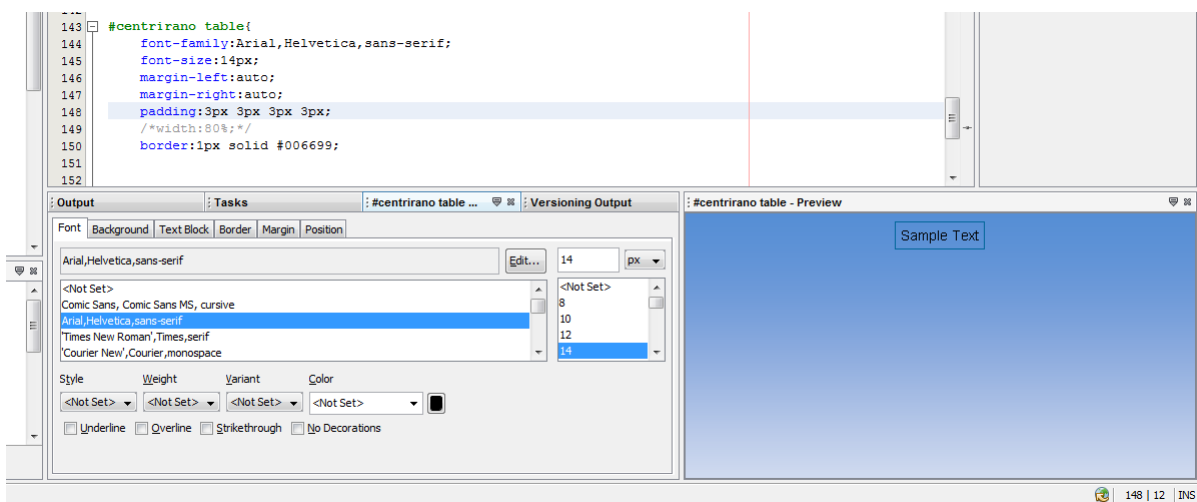 143 #centrirano table{
144 font-family:Arial,Helvetica,sans-serif;
145 font-size:14px;
146 margin-left:auto;
147 margin-right:auto;
148 padding:3px 3px 3px 3px;
149 /*width:80%;*/
150 border:1px solid #006699;
151
152
Output Tasks #centrirano table ... Versioning Output
#centrirano table - Preview
Font Background Text Block Border Margin Position
Sample Text
Arial,Helvetica,sans-serif Edit... 14 px
<Not Set>
Comic Sans, Comic Sans MS, cursive
Arial,Helvetica,sans-serif
'Times New Roman',Times,serif
'Courier New',Courier,monospace
<Not Set>
8
10
12
14
Style Weight Variant Color
<Not Set> <Not Set> <Not Set> <Not Set>
Underline Overline Strikethrough No Decorations
148 | 12 INS